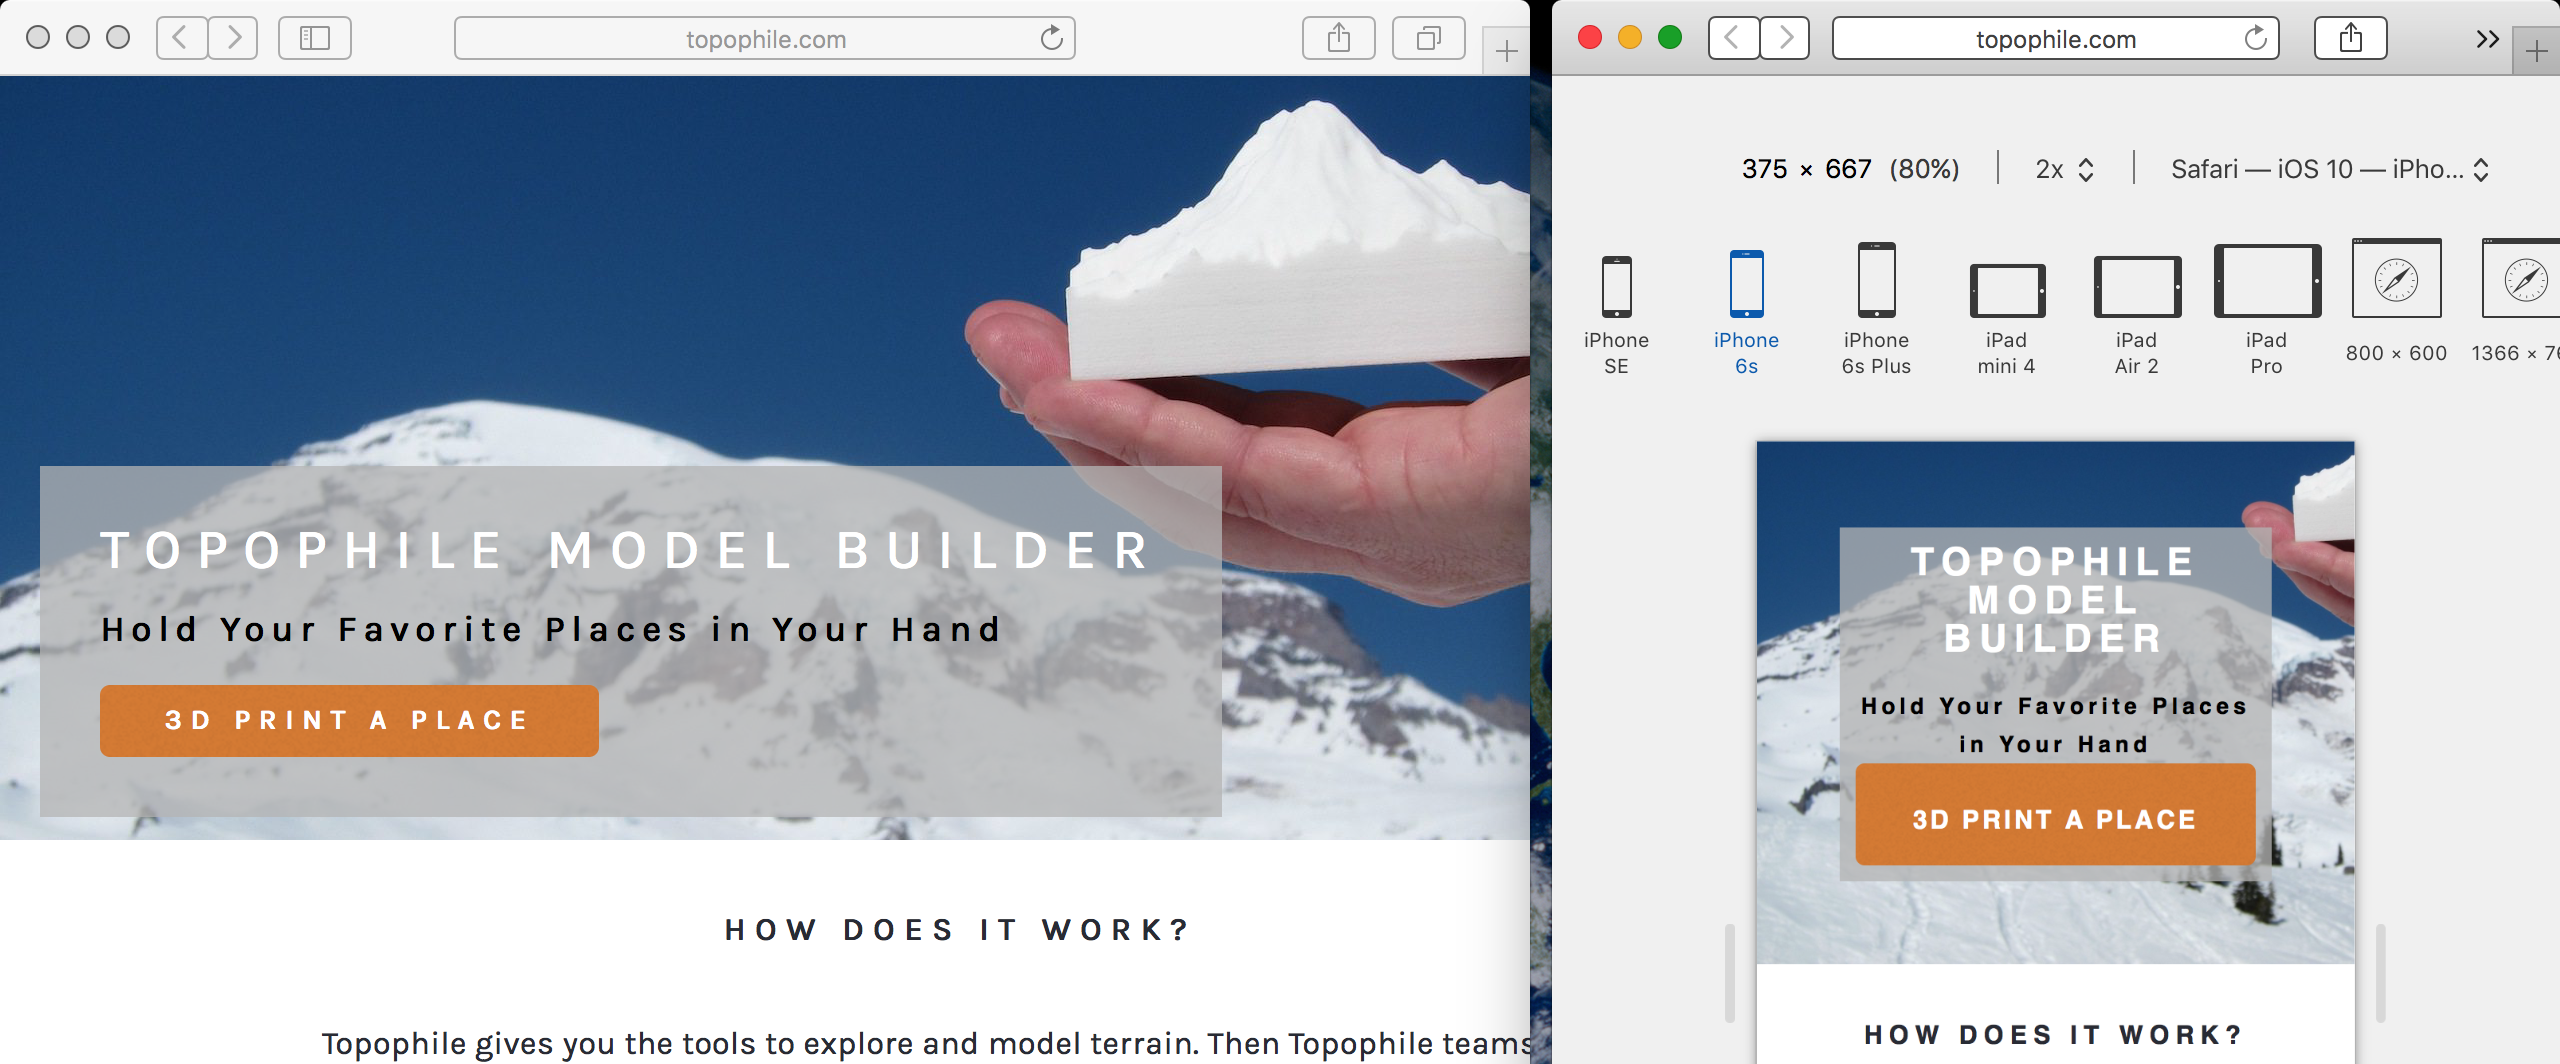 topophile.com
TOPOPHILE MODEL BUILDER
Hold Your Favorite Places in Your Hand
3D PRINT A PLACE
HOW DOES IT WORK?
Topophile gives you the tools to explore and model terrain. Then Topophile teams
topophile.com
375 × 667 (80%) 2x Safari — iOS 10 — iPho...
iPhone SE
iPhone 6s
iPhone 6s Plus
iPad mini 4
iPad Air 2
iPad Pro
800 × 600
1366 × 76
TOPOPHILE
MODEL
BUILDER
Hold Your Favorite Places
in Your Hand
3D PRINT A PLACE
HOW DOES IT WORK?